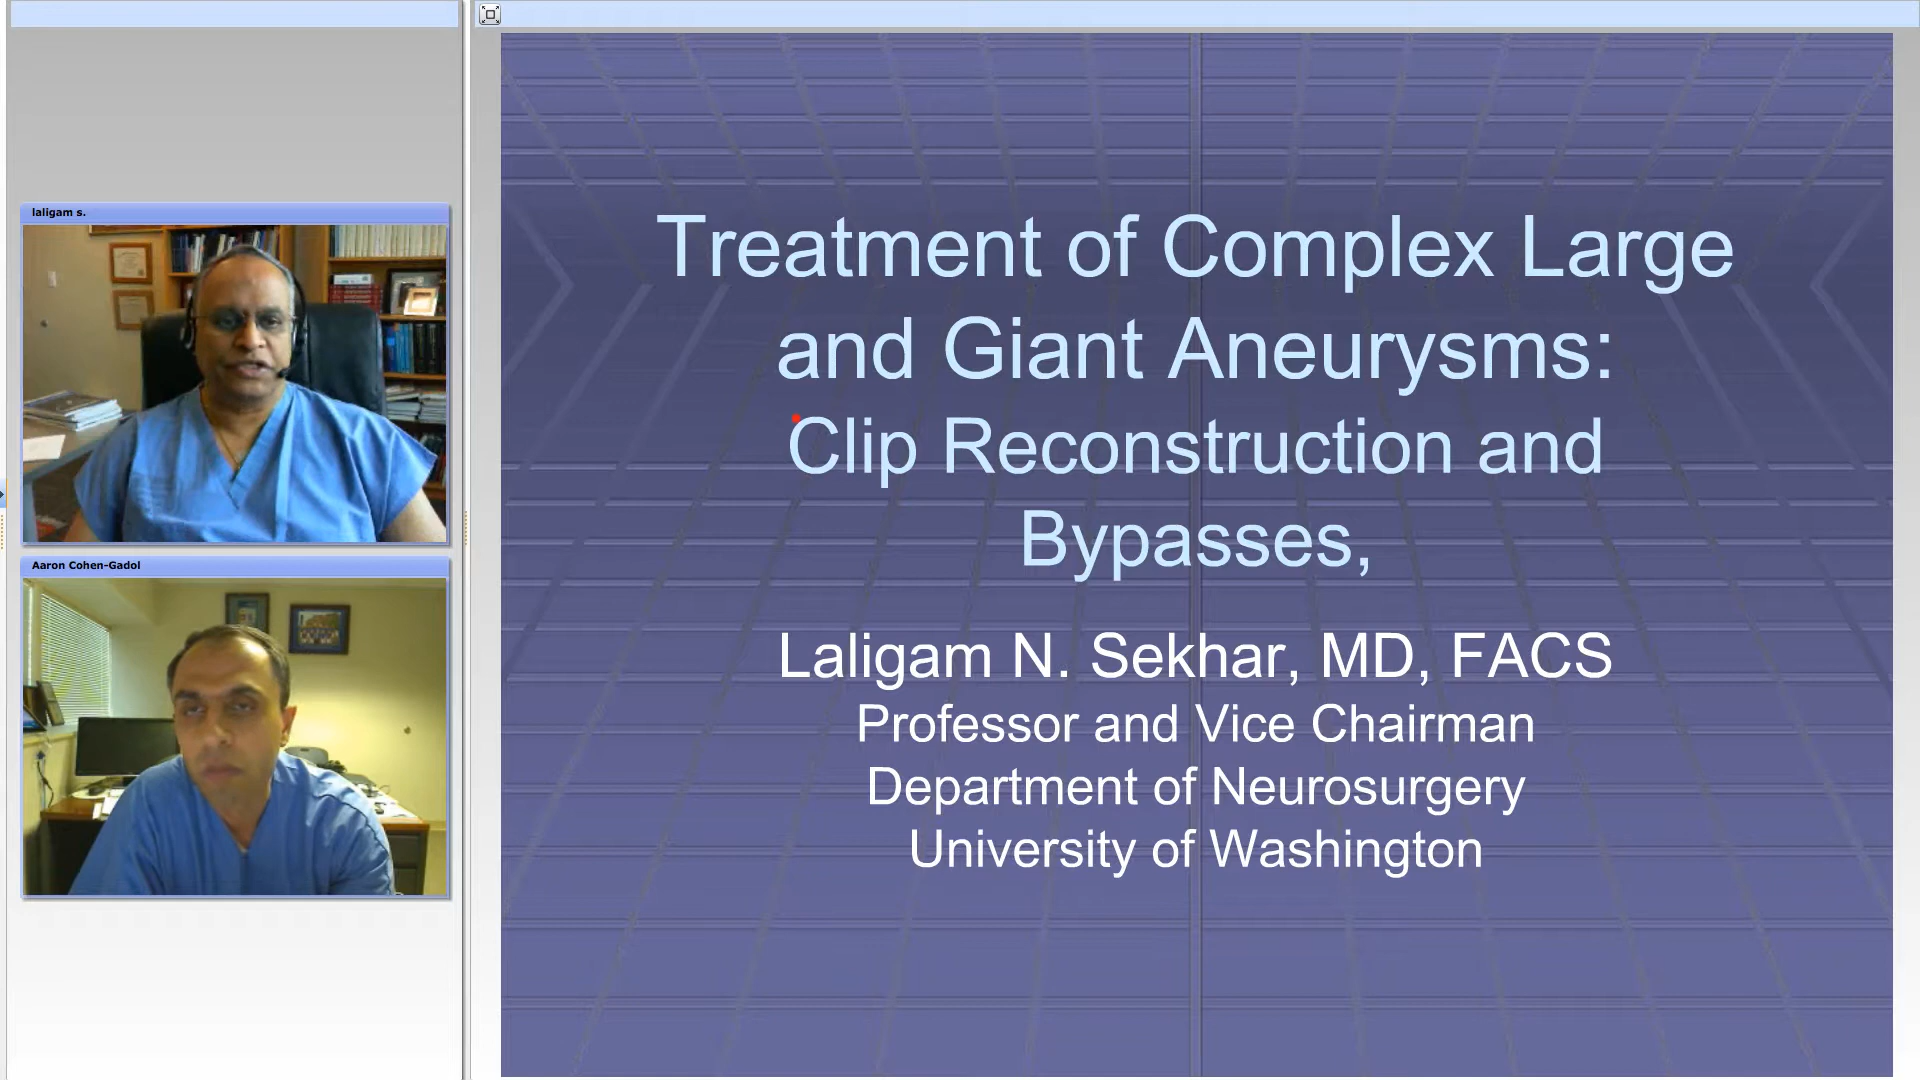 laligam s.
Aaron Cohen-Gadol
Treatment of Complex Large
and Giant Aneurysms:
Clip Reconstruction and
Bypasses,
Laligam N. Sekhar, MD, FACS
Professor and Vice Chairman
Department of Neurosurgery
University of Washington